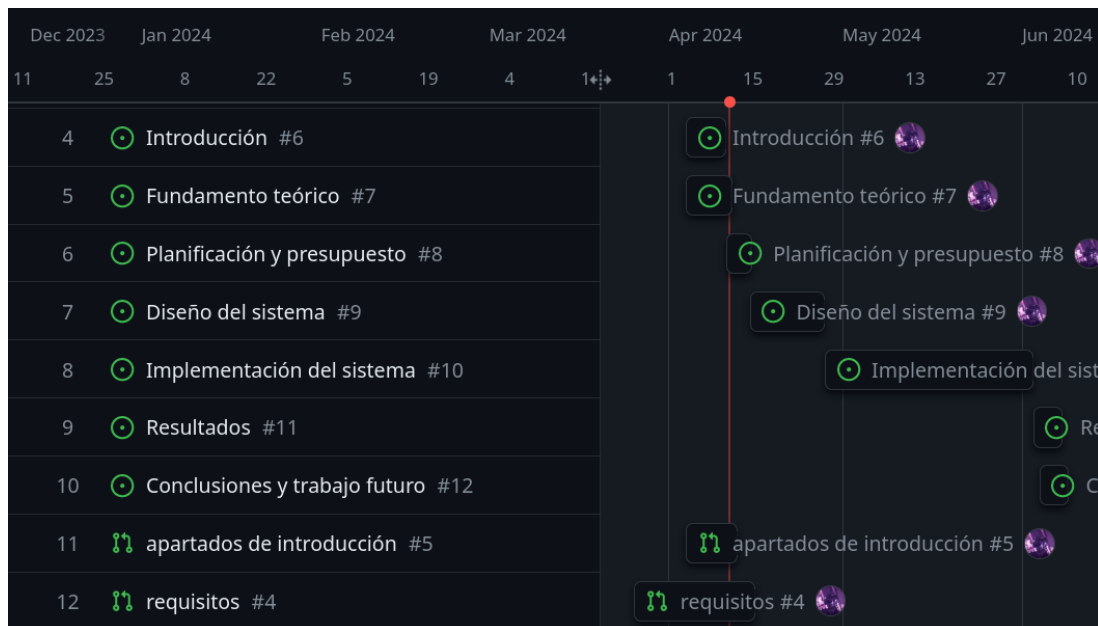 Dec 2023 Jan 2024 Feb 2024 Mar 2024 Apr 2024 May 2024 Jun 2024
11 25 8 22 5 19 4 1 1 15 29 13 27 10
4 Introducción #6 Introducción #6
5 Fundamento teórico #7 Fundamento teórico #7
6 Planificación y presupuesto #8 Planificación y presupuesto #8
7 Diseño del sistema #9 Diseño del sistema #9
8 Implementación del sistema #10 Implementación del sist
9 Resultados #11 Re
10 Conclusiones y trabajo futuro #12 C
11 apartados de introducción #5 apartados de introducción #5
12 requisitos #4 requisitos #4